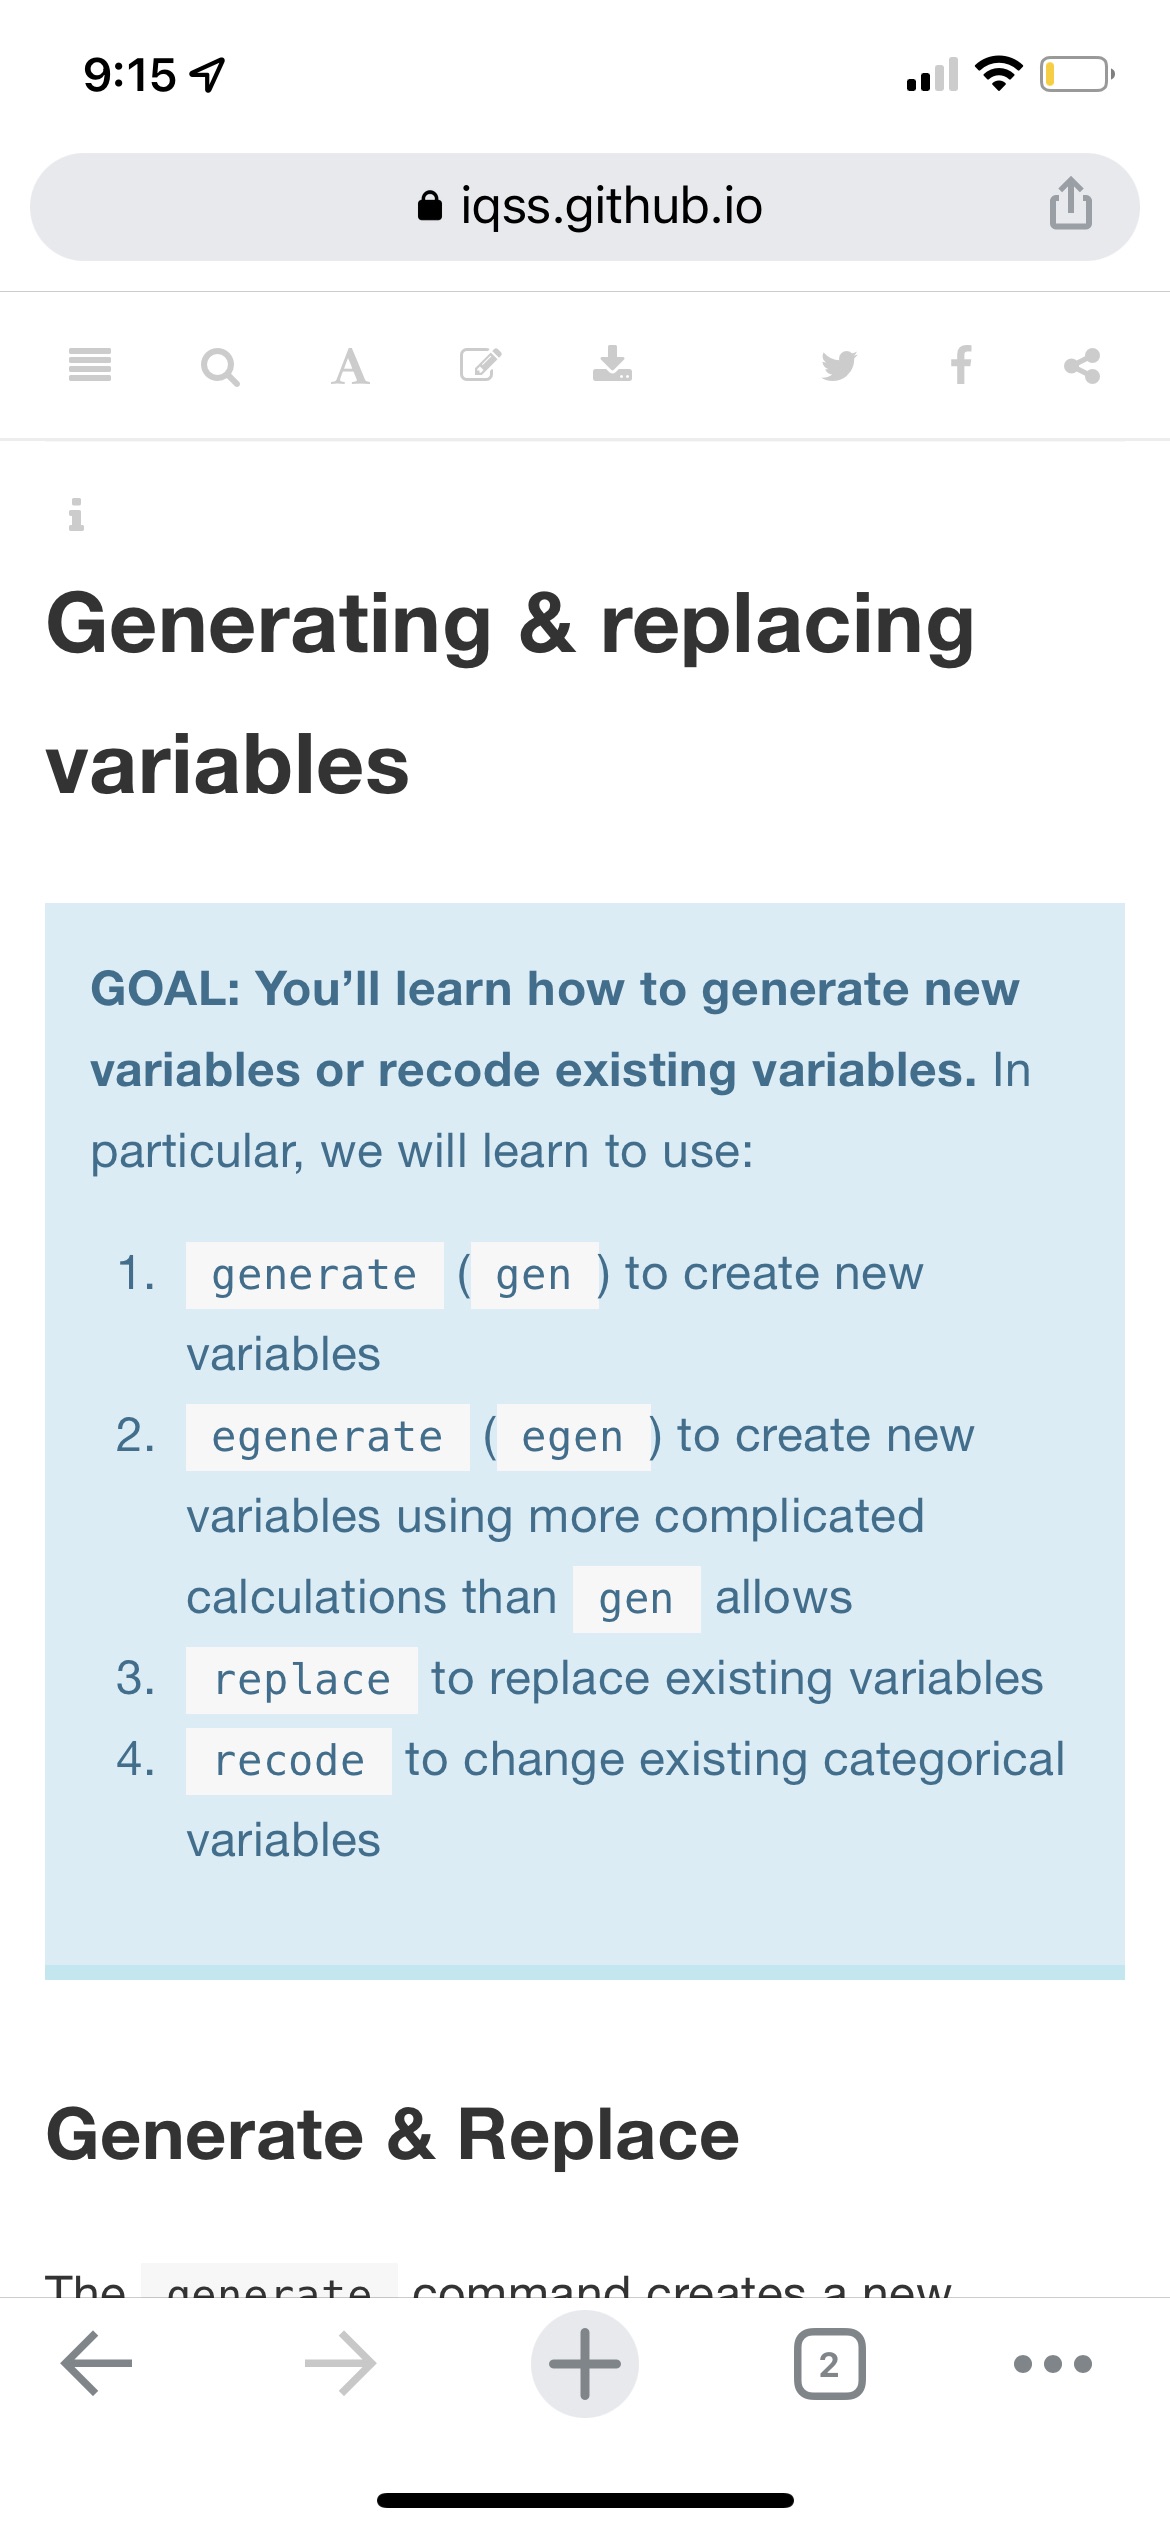 9:15
iqss.github.io
A
i
Generating & replacing
variables
GOAL: You’ll learn how to generate new
variables or recode existing variables. In
particular, we will learn to use:
1. generate (gen) to create new
variables
2. egenerate (egen) to create new
variables using more complicated
calculations than gen allows
3. replace to replace existing variables
4. recode to change existing categorical
variables
Generate & Replace
The generate command creates a new
2